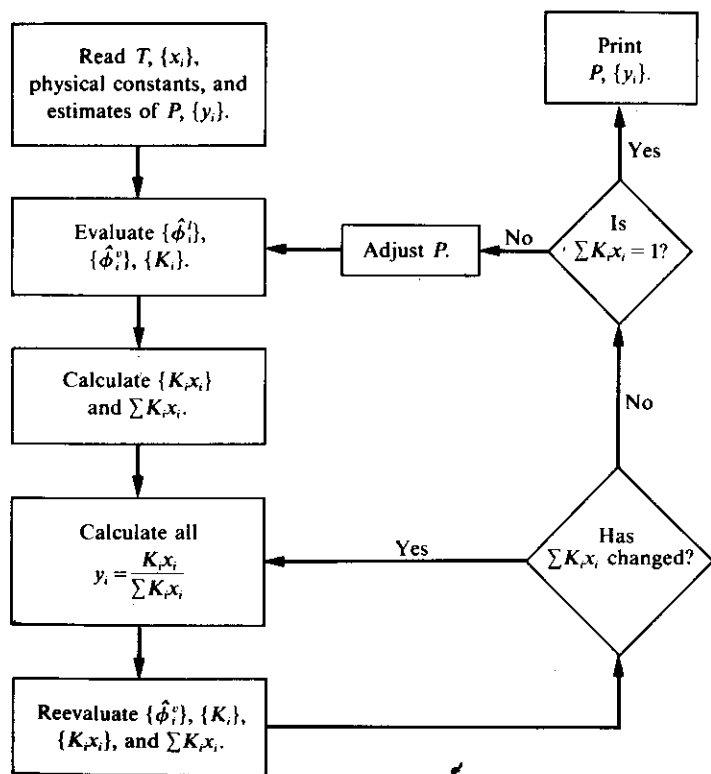 Read T, {xᵢ},
physical constants, and
estimates of P, {yᵢ}.
Print
P, {yᵢ}.
Yes
Evaluate {φ̂ᵢˡ},
{φ̂ᵢᵛ}, {Kᵢ}.
Adjust P.
No
Is
∑Kᵢxᵢ = 1?
Calculate {Kᵢxᵢ}
and ∑Kᵢxᵢ.
No
Calculate all
yᵢ = Kᵢxᵢ / ∑Kᵢxᵢ
Yes
Has
∑Kᵢxᵢ changed?
Reevaluate {φ̂ᵢᵛ}, {Kᵢ},
{Kᵢxᵢ}, and ∑Kᵢxᵢ.